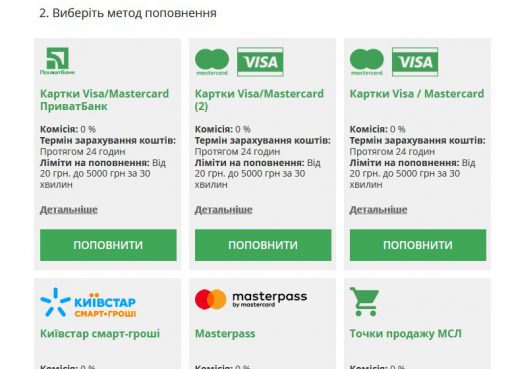 2. Виберіть метод поповнення
ПриватБанк
Картки Visa/Mastercard
ПриватБанк
Комісія: 0 %
Термін зарахування коштів:
Протягом 24 годин
Ліміти на поповнення: Від
20 грн. до 5000 грн за 30
хвилин
Детальніше
ПОПОВНИТИ
mastercard
VISA
Картки Visa/Mastercard
(2)
Комісія: 0 %
Термін зарахування коштів:
Протягом 24 годин
Ліміти на поповнення: Від
20 грн. до 5000 грн за 30
хвилин
Детальніше
ПОПОВНИТИ
mastercard
VISA
Картки Visa / Mastercard
Комісія: 0 %
Термін зарахування коштів:
Протягом 24 годин
Ліміти на поповнення: Від
20 грн. до 5000 грн за 30
хвилин
Детальніше
ПОПОВНИТИ
КИЇВСТАР
СМАРТ-ГРОШІ
Київстар смарт-гроші
Комісія: 0 %
masterpass
by mastercard
Masterpass
Комісія: 0 %
Точки продажу МСЛ
Комісія: 0 %